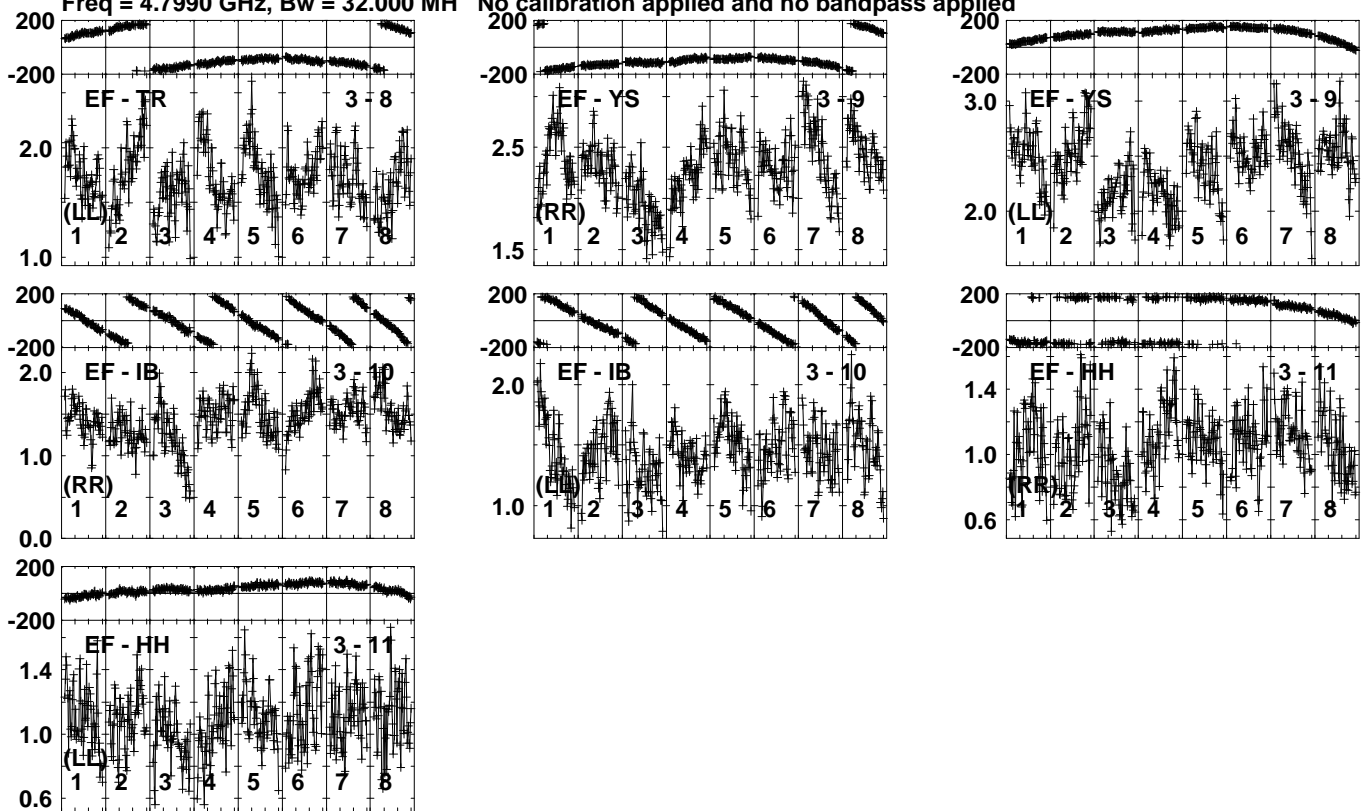 Freq = 4.7990 GHz, Bw = 32.000 MH No calibration applied and no bandpass applied
200
-200
EF - TR 3 - 8
2.0
(LL)
1 2 3 4 5 6 7 8
1.0
200
-200
EF - YS 3 - 9
2.5
(RR)
1 2 3 4 5 6 7 8
1.5
200
-200
EF - YS 3 - 9
3.0
2.0 (LL)
1 2 3 4 5 6 7 8
200
-200
EF - IB 3 - 10
2.0
1.0
(RR)
1 2 3 4 5 6 7 8
0.0
200
-200
EF - IB 3 - 10
2.0
(LL)
1.0
1 2 3 4 5 6 7 8
200
-200
EF - HH 3 - 11
1.4
1.0
(RR)
1 2 3 4 5 6 7 8
0.6
200
-200
EF - HH 3 - 11
1.4
1.0
(LL)
1 2 3 4 5 6 7 8
0.6